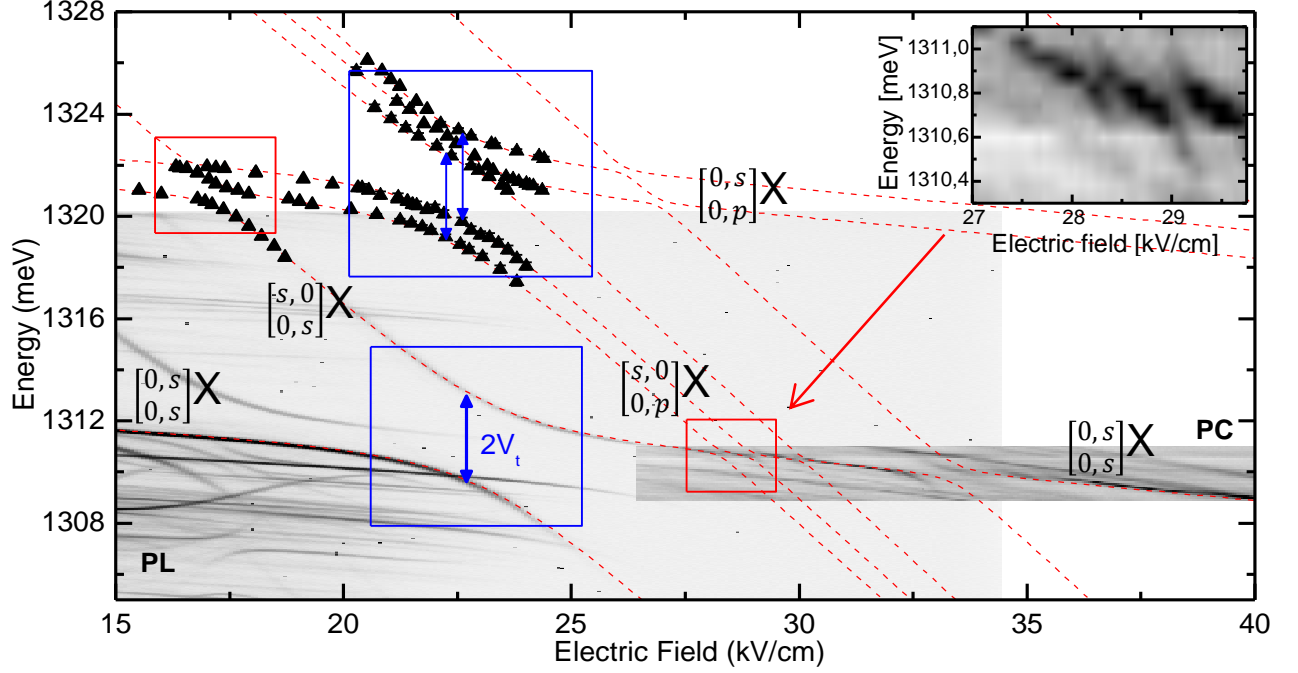 1328
1324
1320
1316
1312
1308
Energy (meV)
15
20
25
30
35
40
Electric Field (kV/cm)
[0,s]
[0,p] X
[s,0]
[0,s] X
[0,s]
[0,s] X
[s,0]
[0,p] X
[0,s]
[0,s] X
2Vt
PL
PC
1311,0
1310,8
1310,6
1310,4
Energy [meV]
27
28
29
Electric field [kV/cm]